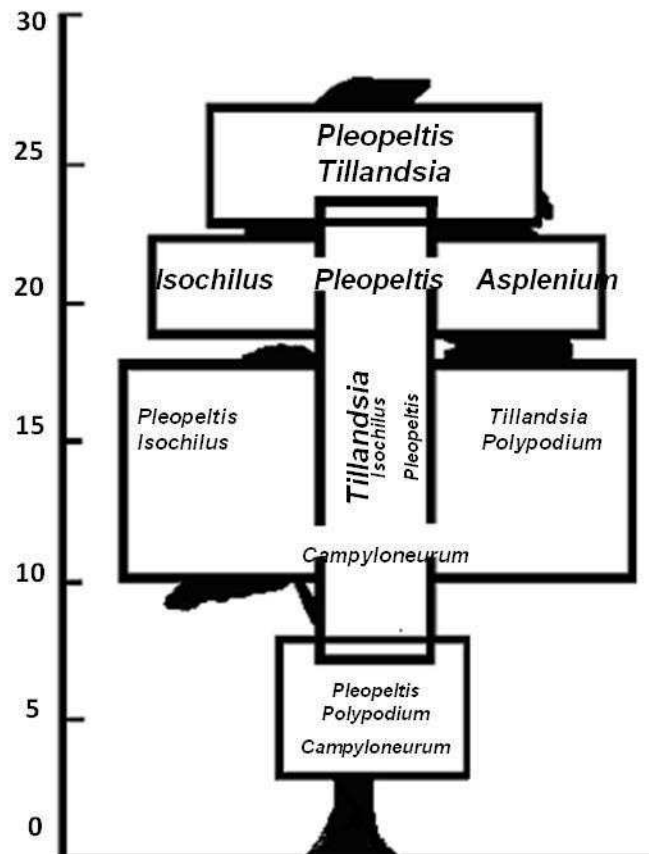 30
25
20
15
10
5
0
Pleopeltis
Tillandsia
Isochilus Pleopeltis Asplenium
Pleopeltis
Isochilus
Tillandsia
Isochilus
Pleopeltis
Tillandsia
Polypodium
Campyloneurum
Pleopeltis
Polypodium
Campyloneurum